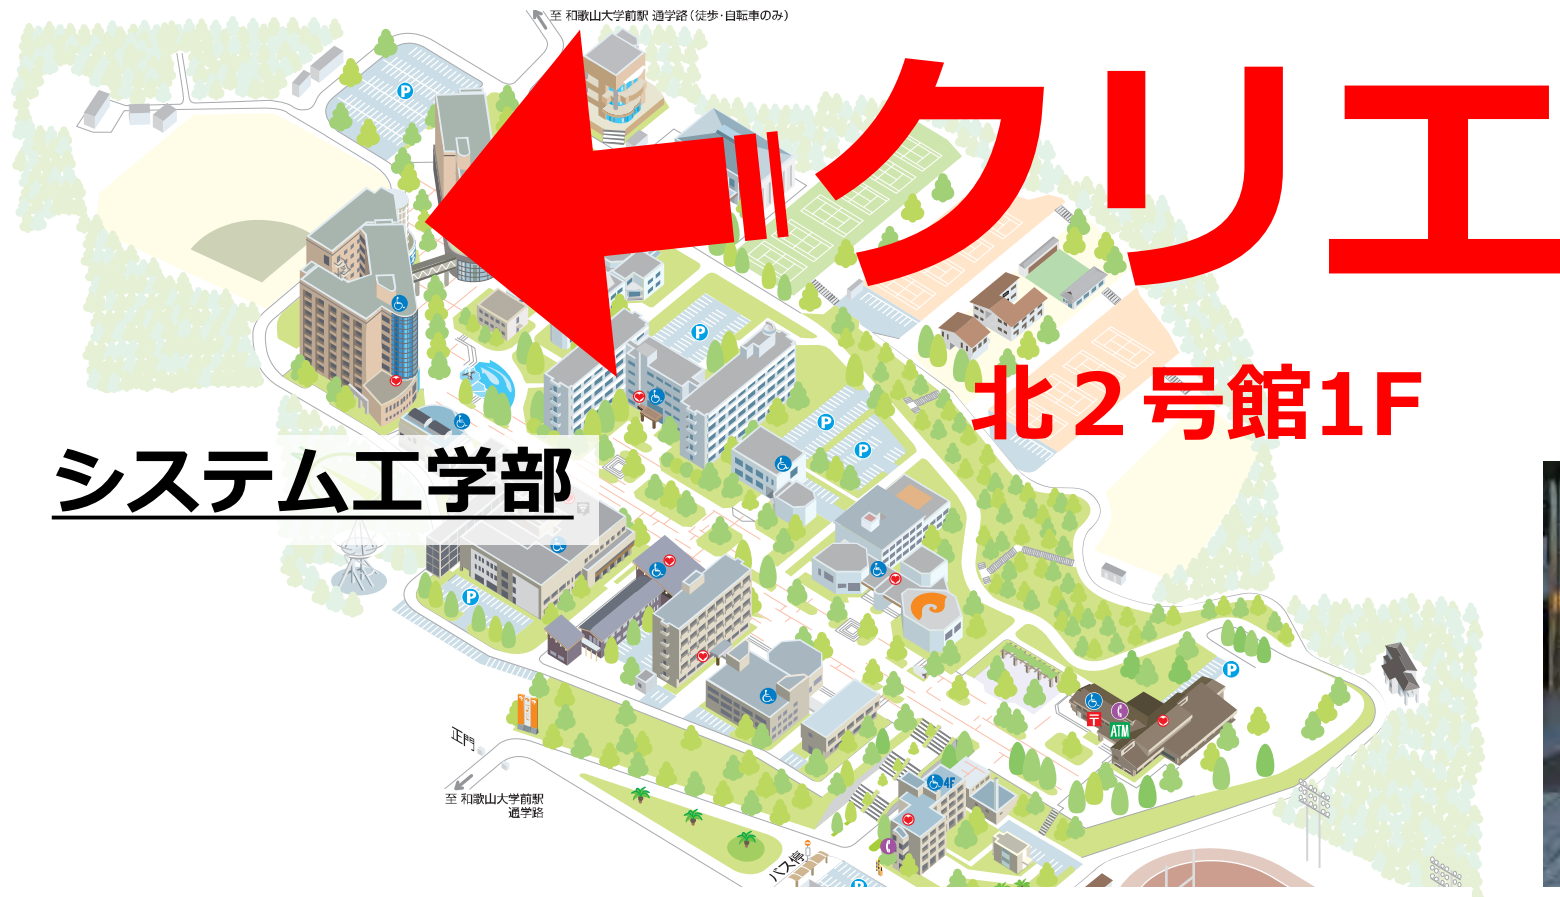 至 和歌山大学前駅 通学路(徒歩・自転車のみ)
クリエ
北２号館1F
システム工学部
正門
至 和歌山大学前駅
通学路
バス停
ATM
4F
P
P
P
P
P
P
P